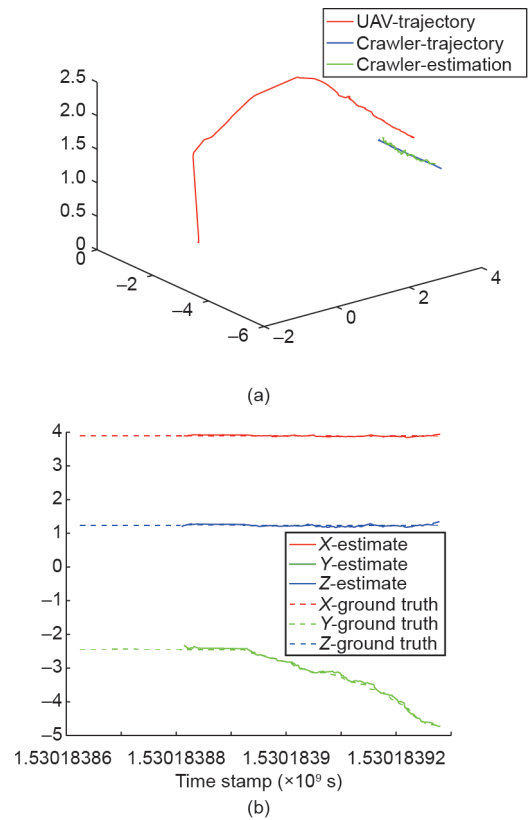 UAV-trajectory
Crawler-trajectory
Crawler-estimation
2.5
2.0
1.5
1.0
0.5
0
0
–2
–4
–6
–2
0
2
4
(a)
4
3
2
1
0
–1
–2
–3
–4
–5
X-estimate
Y-estimate
Z-estimate
X-ground truth
Y-ground truth
Z-ground truth
1.53018386 1.53018388 1.5301839 1.530018392
Time stamp (×10⁹ s)
(b)